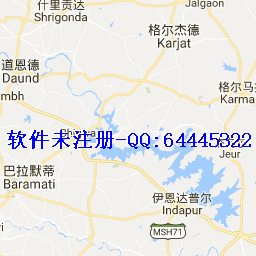 什里贡达
Shrigonda
Jalgaon
格尔杰德
Karjat
道恩德
Daund
格尔马
Karma
mbh
软件未注册-QQ:64445322
Jeur
巴拉默蒂
Baramati
伊恩达普尔
Indapur
MSH71